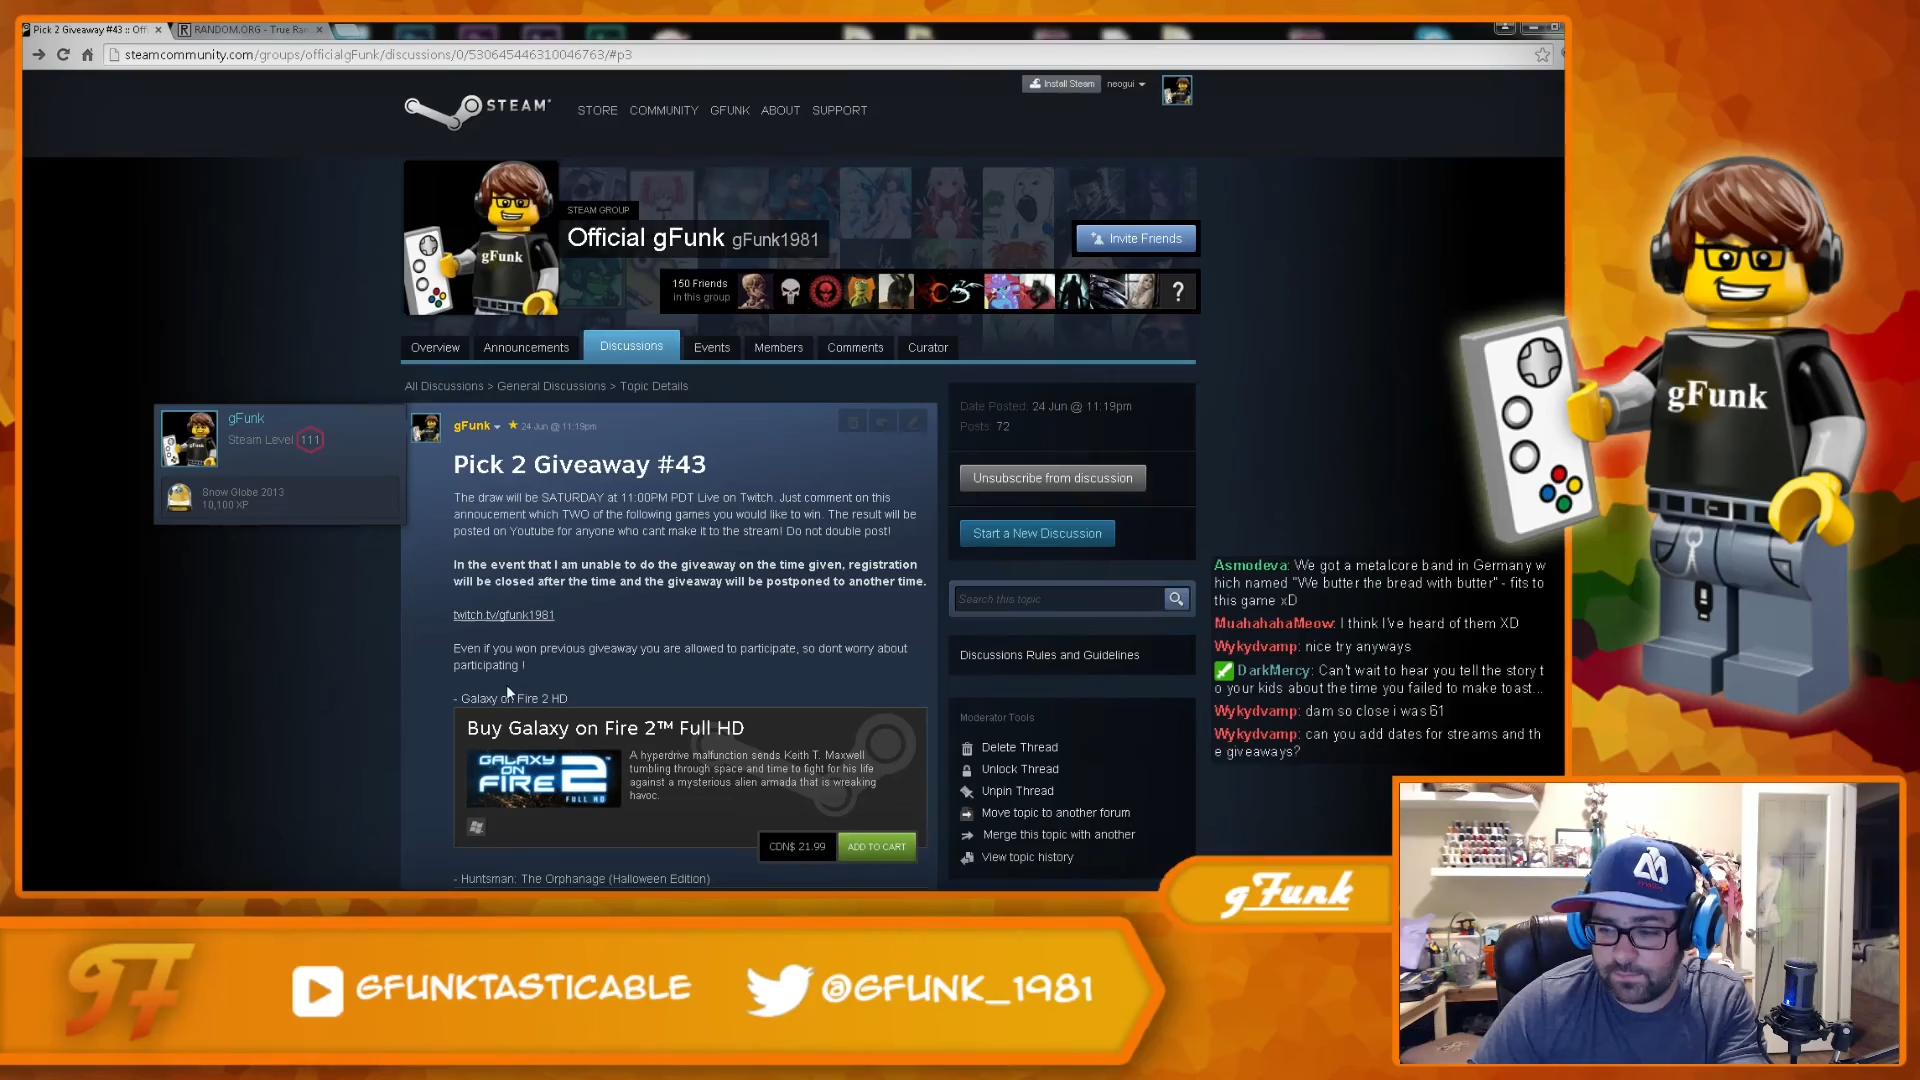 Pick 2 Giveaway #43 :: Offi
RANDOM.ORG - True Ran
steamcommunity.com/groups/officialgFunk/discussions/0/530645446310046763/#p3
Install Steam
neogui
STEAM
STORE COMMUNITY GFUNK ABOUT SUPPORT
gFunk
STEAM GROUP
Official gFunk gFunk1981
Invite Friends
150 Friends
in this group
?
Overview Announcements Discussions Events Members Comments Curator
All Discussions > General Discussions > Topic Details
gFunk
Steam Level 111
Snow Globe 2013
10,100 XP
gFunk 24 Jun @ 11:19pm
Pick 2 Giveaway #43
The draw will be SATURDAY at 11:00PM PDT Live on Twitch. Just comment on this
annoucement which TWO of the following games you would like to win. The result will be
posted on Youtube for anyone who cant make it to the stream! Do not double post!
In the event that I am unable to do the giveaway on the time given, registration
will be closed after the time and the giveaway will be postponed to another time.
twitch.tv/gfunk1981
Even if you won previous giveaway you are allowed to participate, so dont worry about
participating !
- Galaxy on Fire 2 HD
Buy Galaxy on Fire 2™ Full HD
GALAXY
ON
FIRE 2
FULL HD
A hyperdrive malfunction sends Keith T. Maxwell
tumbling through space and time to fight for his life
against a mysterious alien armada that is wreaking
havoc.
CDN$ 21.99
ADD TO CART
- Huntsman: The Orphanage (Halloween Edition)
Date Posted: 24 Jun @ 11:19pm
Posts: 72
Unsubscribe from discussion
Start a New Discussion
Search this topic
Discussions Rules and Guidelines
Moderator Tools
Delete Thread
Unlock Thread
Unpin Thread
Move topic to another forum
Merge this topic with another
View topic history
Asmodeva: We got a metalcore band in Germany w
hich named "We butter the bread with butter" - fits to
this game xD
MuahahahaMeow: I think I've heard of them XD
Wykydvamp: nice try anyways
DarkMercy: Can't wait to hear you tell the story t
o your kids about the time you failed to make toast...
Wykydvamp: dam so close i was 61
Wykydvamp: can you add dates for streams and th
e giveaways?
gFunk
gFunk
gF
GFUNKTASTICABLE
@GFUNK_1981